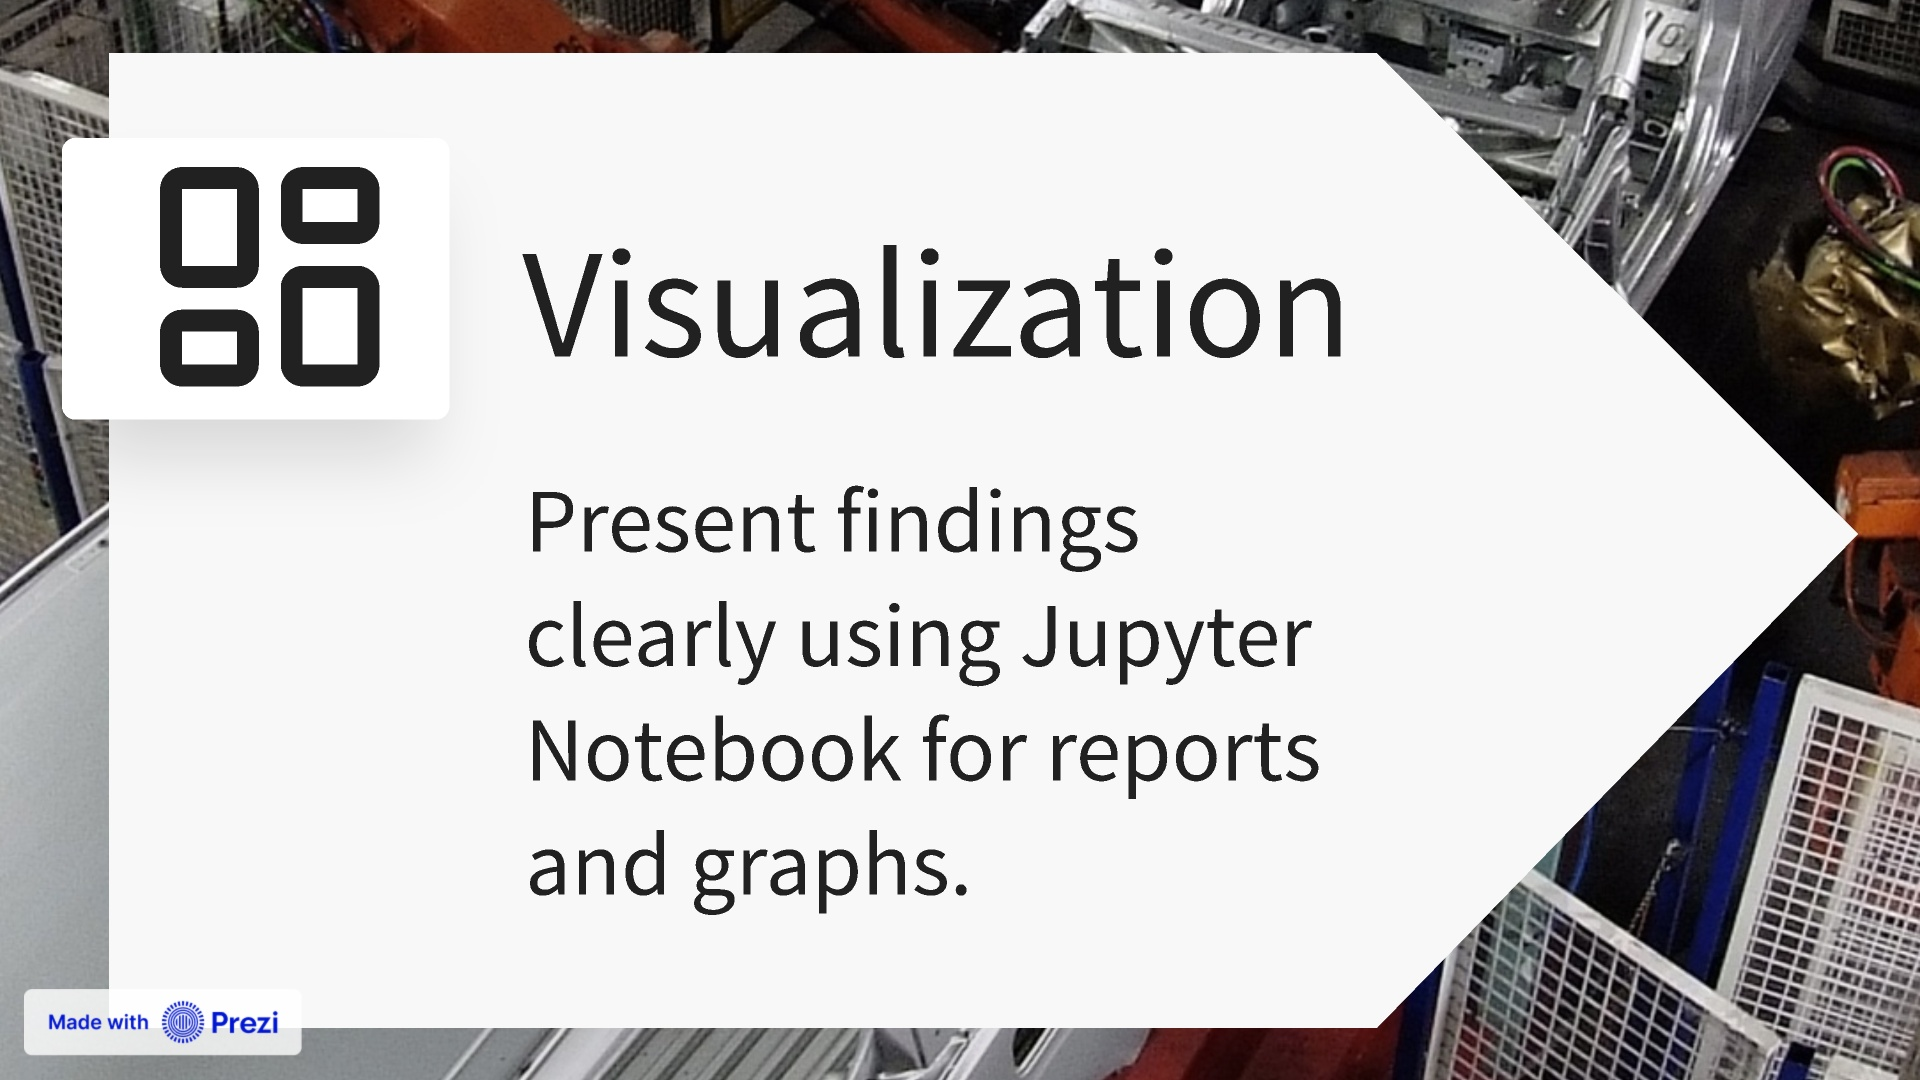 Visualization
Present findings
clearly using Jupyter
Notebook for reports
and graphs.
Made with Prezi